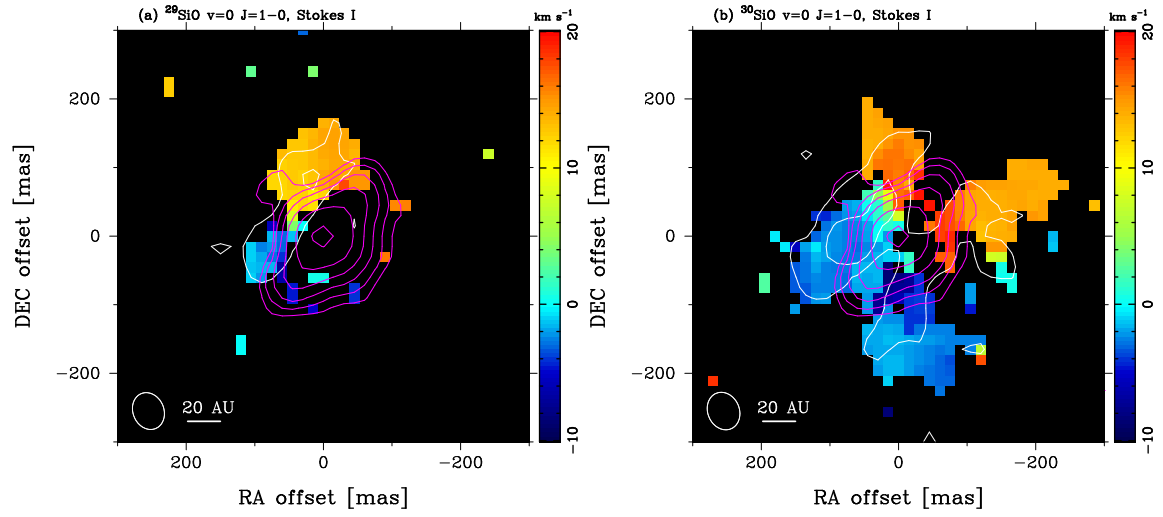 (a) ²⁹SiO v=0 J=1−0, Stokes I
km s⁻¹
20
10
0
−10
200
0
−200
DEC offset [mas]
20 AU
200
0
−200
RA offset [mas]
(b) ³⁰SiO v=0 J=1−0, Stokes I
km s⁻¹
20
10
0
−10
200
0
−200
DEC offset [mas]
20 AU
200
0
−200
RA offset [mas]